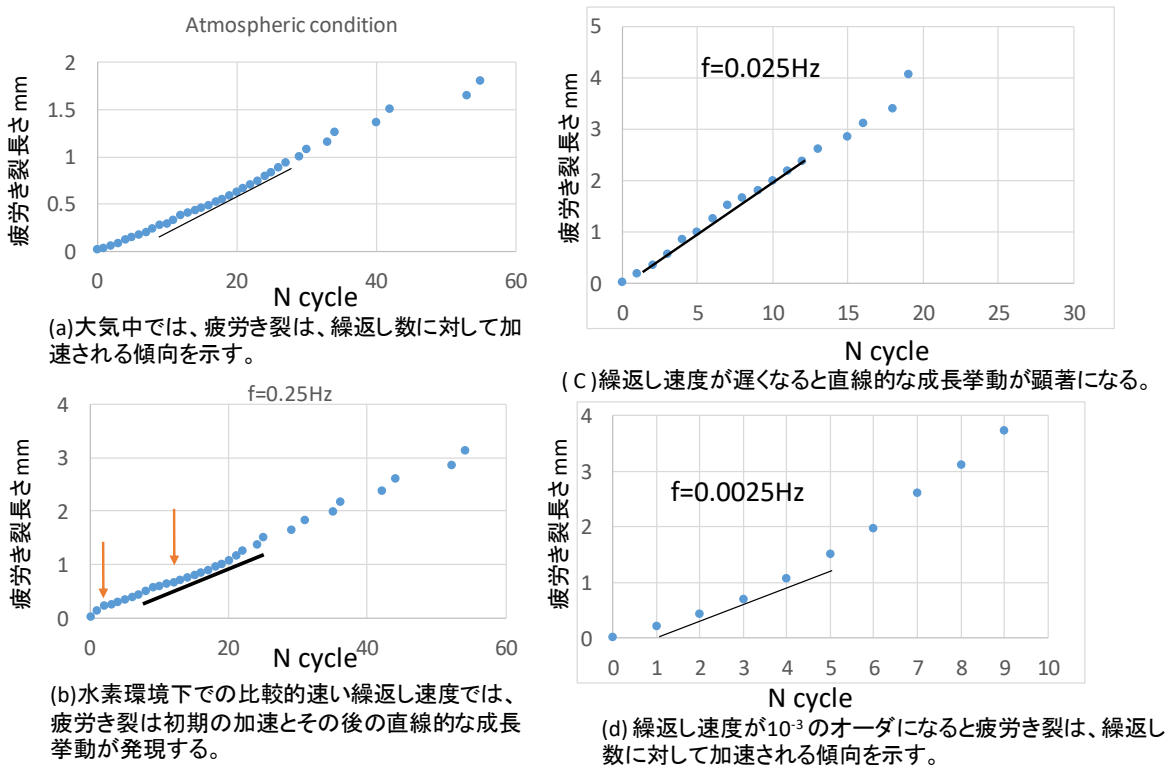 Atmospheric condition
疲労き裂長さmm
2
1.5
1
0.5
0
0
20
40
60
N cycle
(a)大気中では、疲労き裂は、繰返し数に対して加
速される傾向を示す。
f=0.25Hz
疲労き裂長さmm
4
3
2
1
0
0
20
40
60
N cycle
(b)水素環境下での比較的速い繰返し速度では、
疲労き裂は初期の加速とその後の直線的な成長
挙動が発現する。
f=0.025Hz
疲労き裂長さmm
5
4
3
2
1
0
0
5
10
15
20
25
30
N cycle
( C )繰返し速度が遅くなると直線的な成長挙動が顕著になる。
f=0.0025Hz
疲労き裂長さmm
4
3
2
1
0
0
1
2
3
4
5
6
7
8
9
10
N cycle
(d) 繰返し速度が10⁻³ のオーダになると疲労き裂は、繰返し
数に対して加速される傾向を示す。